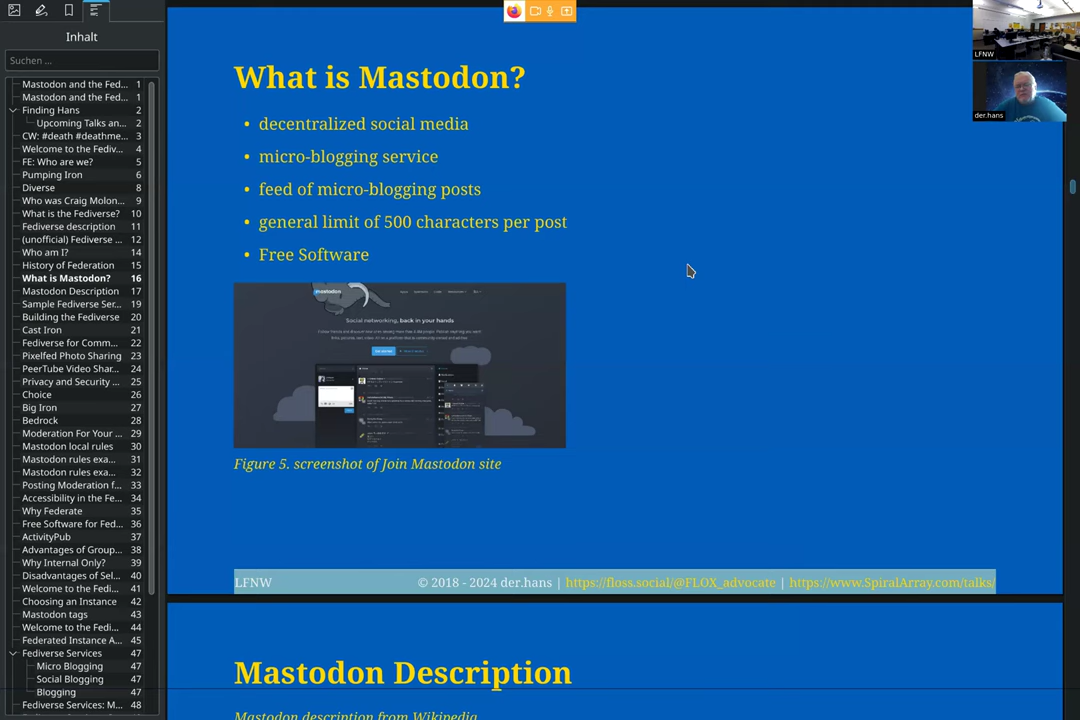 Inhalt
Suchen ...
Mastodon and the Fed... 1
Mastodon and the Fed... 1
Finding Hans 2
Upcoming Talks an... 2
CW: #death #deathme... 3
Welcome to the Fediv... 4
FE: Who are we? 5
Pumping Iron 6
Diverse 8
Who was Craig Molon... 9
What is the Fediverse? 10
Fediverse description 11
(unofficial) Fediverse ... 12
Who am I? 14
History of Federation 15
What is Mastodon? 16
Mastodon Description 17
Sample Fediverse Ser... 19
Building the Fediverse 20
Cast Iron 21
Fediverse for Comm... 22
Pixelfed Photo Sharing 23
PeerTube Video Shar... 24
Privacy and Security ... 25
Choice 26
Big Iron 27
Bedrock 28
Moderation For Your ... 29
Mastodon local rules 30
Mastodon rules exa... 31
Mastodon rules exa... 32
Posting Moderation f... 33
Accessibility in the Fe... 34
Why Federate 35
Free Software for Fed... 36
ActivityPub 37
Advantages of Group... 38
Why Internal Only? 39
Disadvantages of Sel... 40
Welcome to the Fedi... 41
Choosing an Instance 42
Mastodon tags 43
Welcome to the Fedi... 44
Federated Instance A... 45
Fediverse Services 47
Micro Blogging 47
Social Blogging 47
Blogging 47
Fediverse Services: M... 48
What is Mastodon?
• decentralized social media
• micro-blogging service
• feed of micro-blogging posts
• general limit of 500 characters per post
• Free Software
mastodon
Social networking, back in your hands
Figure 5. screenshot of Join Mastodon site
LFNW © 2018 - 2024 der.hans | https://floss.social/@FLOX_advocate | https://www.SpiralArray.com/talks/
Mastodon Description
Mastodon description from Wikipedia
LFNW
der.hans